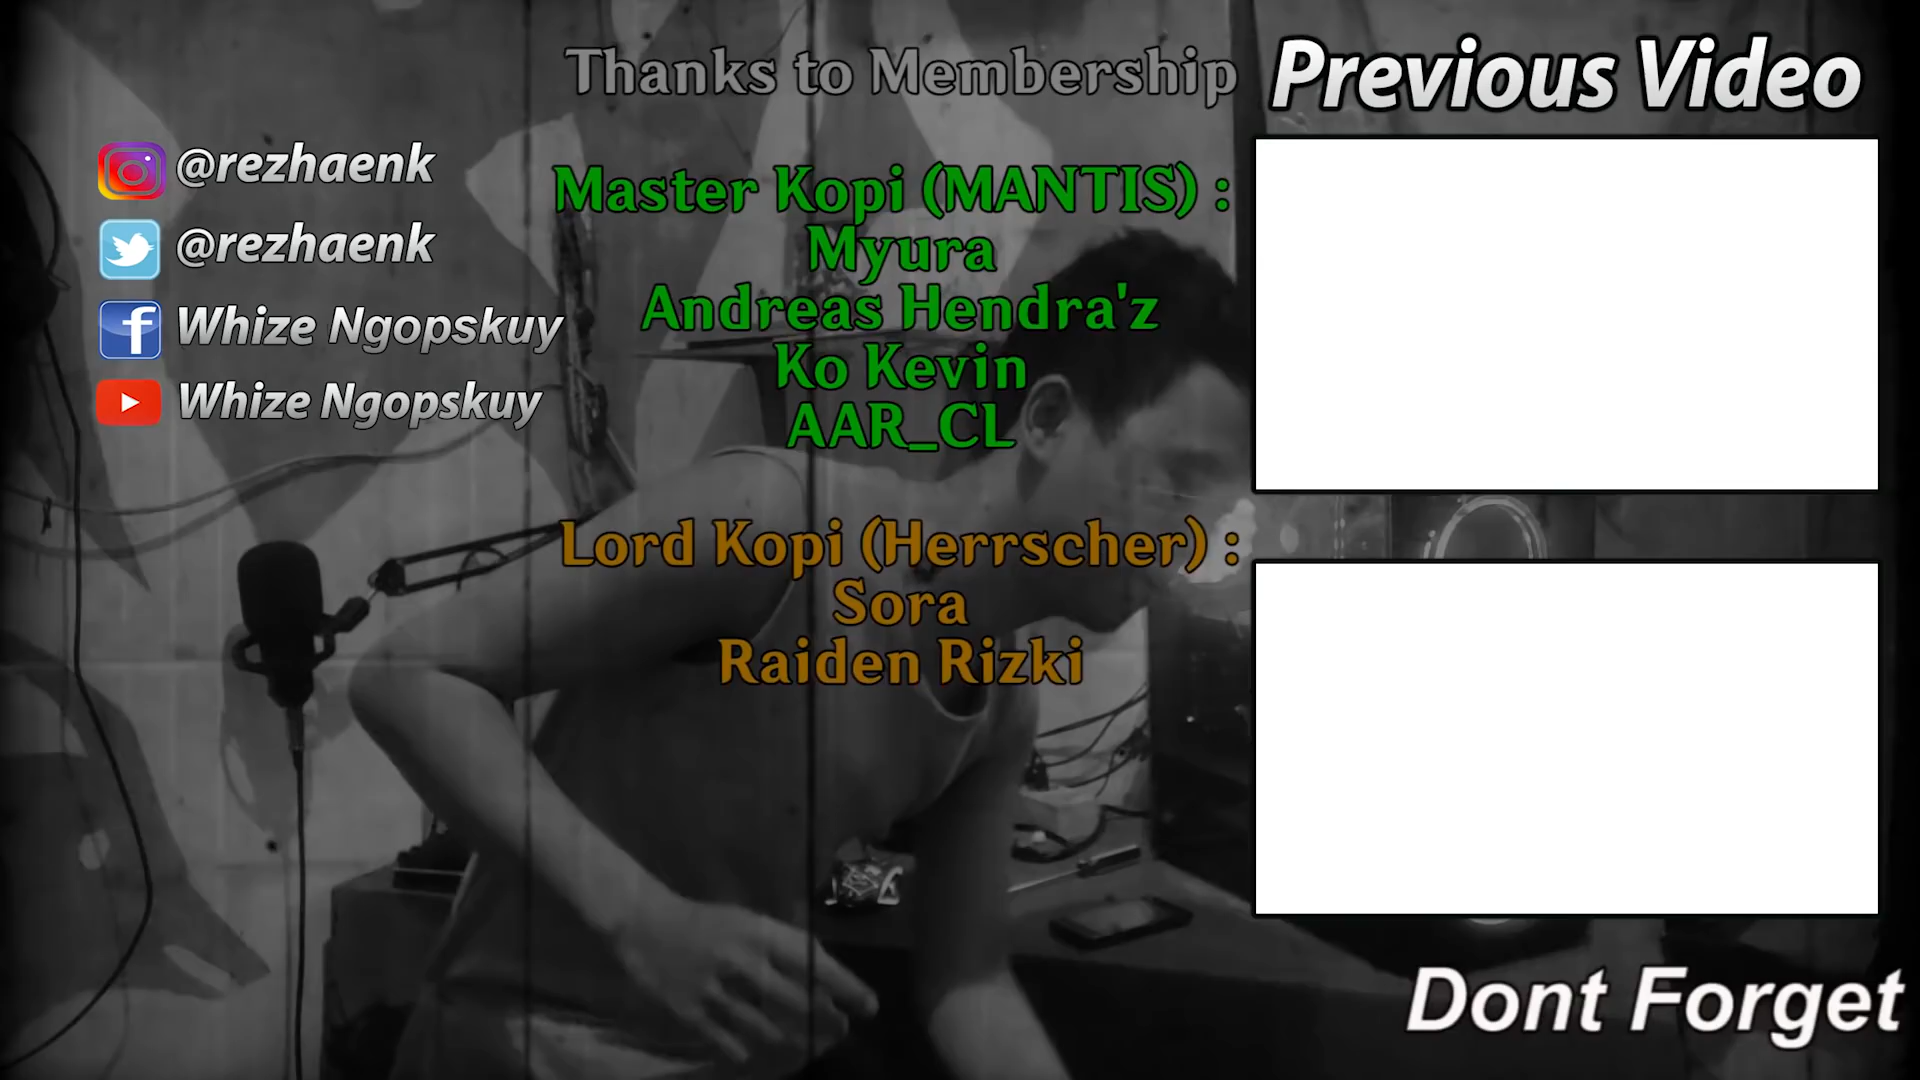 Thanks to Membership
Previous Video
@rezhaenk
@rezhaenk
Whize Ngopskuy
Whize Ngopskuy
Master Kopi (MANTIS) :
Myura
Andreas Hendra'z
Ko Kevin
AAR_CL
Lord Kopi (Herrscher) :
Sora
Raiden Rizki
Dont Forget